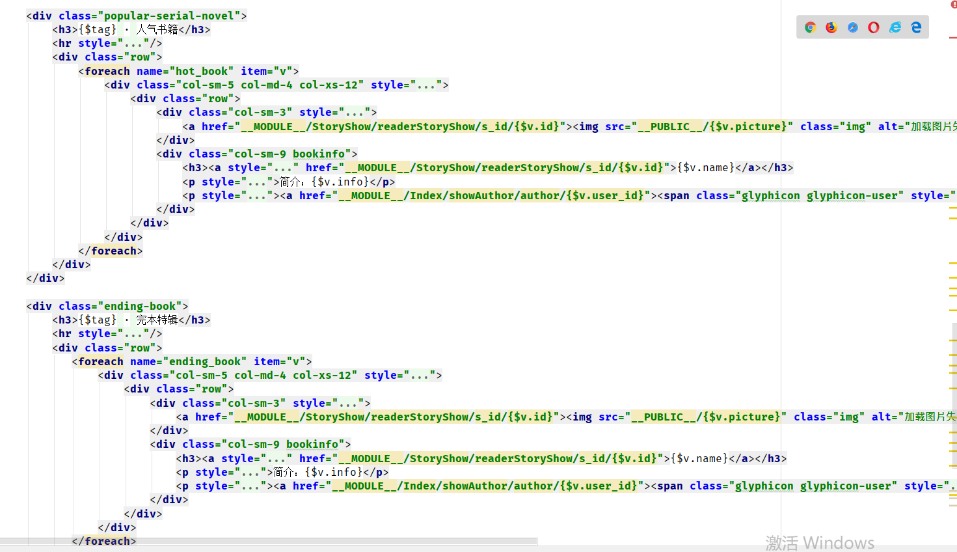 <div class="popular-serial-novel">
<h3>{$tag} · 人气书籍</h3>
<hr style="..."/>
<div class="row">
<foreach name="hot_book" item="v">
<div class="col-sm-5 col-md-4 col-xs-12" style="...">
<div class="row">
<div class="col-sm-3" style="...">
<a href="__MODULE__/StoryShow/readerStoryShow/s_id/{$v.id}"><img src="__PUBLIC__/{$v.picture}" class="img" alt="加载图片失
</div>
<div class="col-sm-9 bookinfo">
<h3><a style="..." href="__MODULE__/StoryShow/readerStoryShow/s_id/{$v.id}">{$v.name}</a></h3>
<p style="...">简介：{$v.info}</p>
<p style="..."><a href="__MODULE__/Index/showAuthor/author/{$v.user_id}"><span class="glyphicon glyphicon-user" style=".
</div>
</div>
</div>
</foreach>
</div>
</div>
<div class="ending-book">
<h3>{$tag} · 完本特辑</h3>
<hr style="..."/>
<div class="row">
<foreach name="ending_book" item="v">
<div class="col-sm-5 col-md-4 col-xs-12" style="...">
<div class="row">
<div class="col-sm-3" style="...">
<a href="__MODULE__/StoryShow/readerStoryShow/s_id/{$v.id}"><img src="__PUBLIC__/{$v.picture}" class="img" alt="加载图片失
</div>
<div class="col-sm-9 bookinfo">
<h3><a style="..." href="__MODULE__/StoryShow/readerStoryShow/s_id/{$v.id}">{$v.name}</a></h3>
<p style="...">简介：{$v.info}</p>
<p style="..."><a href="__MODULE__/Index/showAuthor/author/{$v.user_id}"><span class="glyphicon glyphicon-user" style="..
</div>
</div>
</div>
</foreach>
激活 Windows